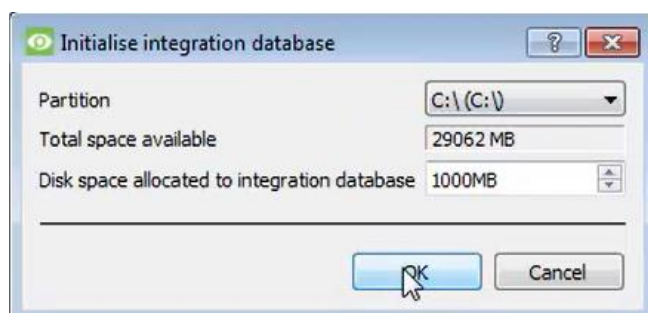 Initialise integration database
Partition C:\ (C:\)
Total space available 29062 MB
Disk space allocated to integration database 1000MB
OK Cancel